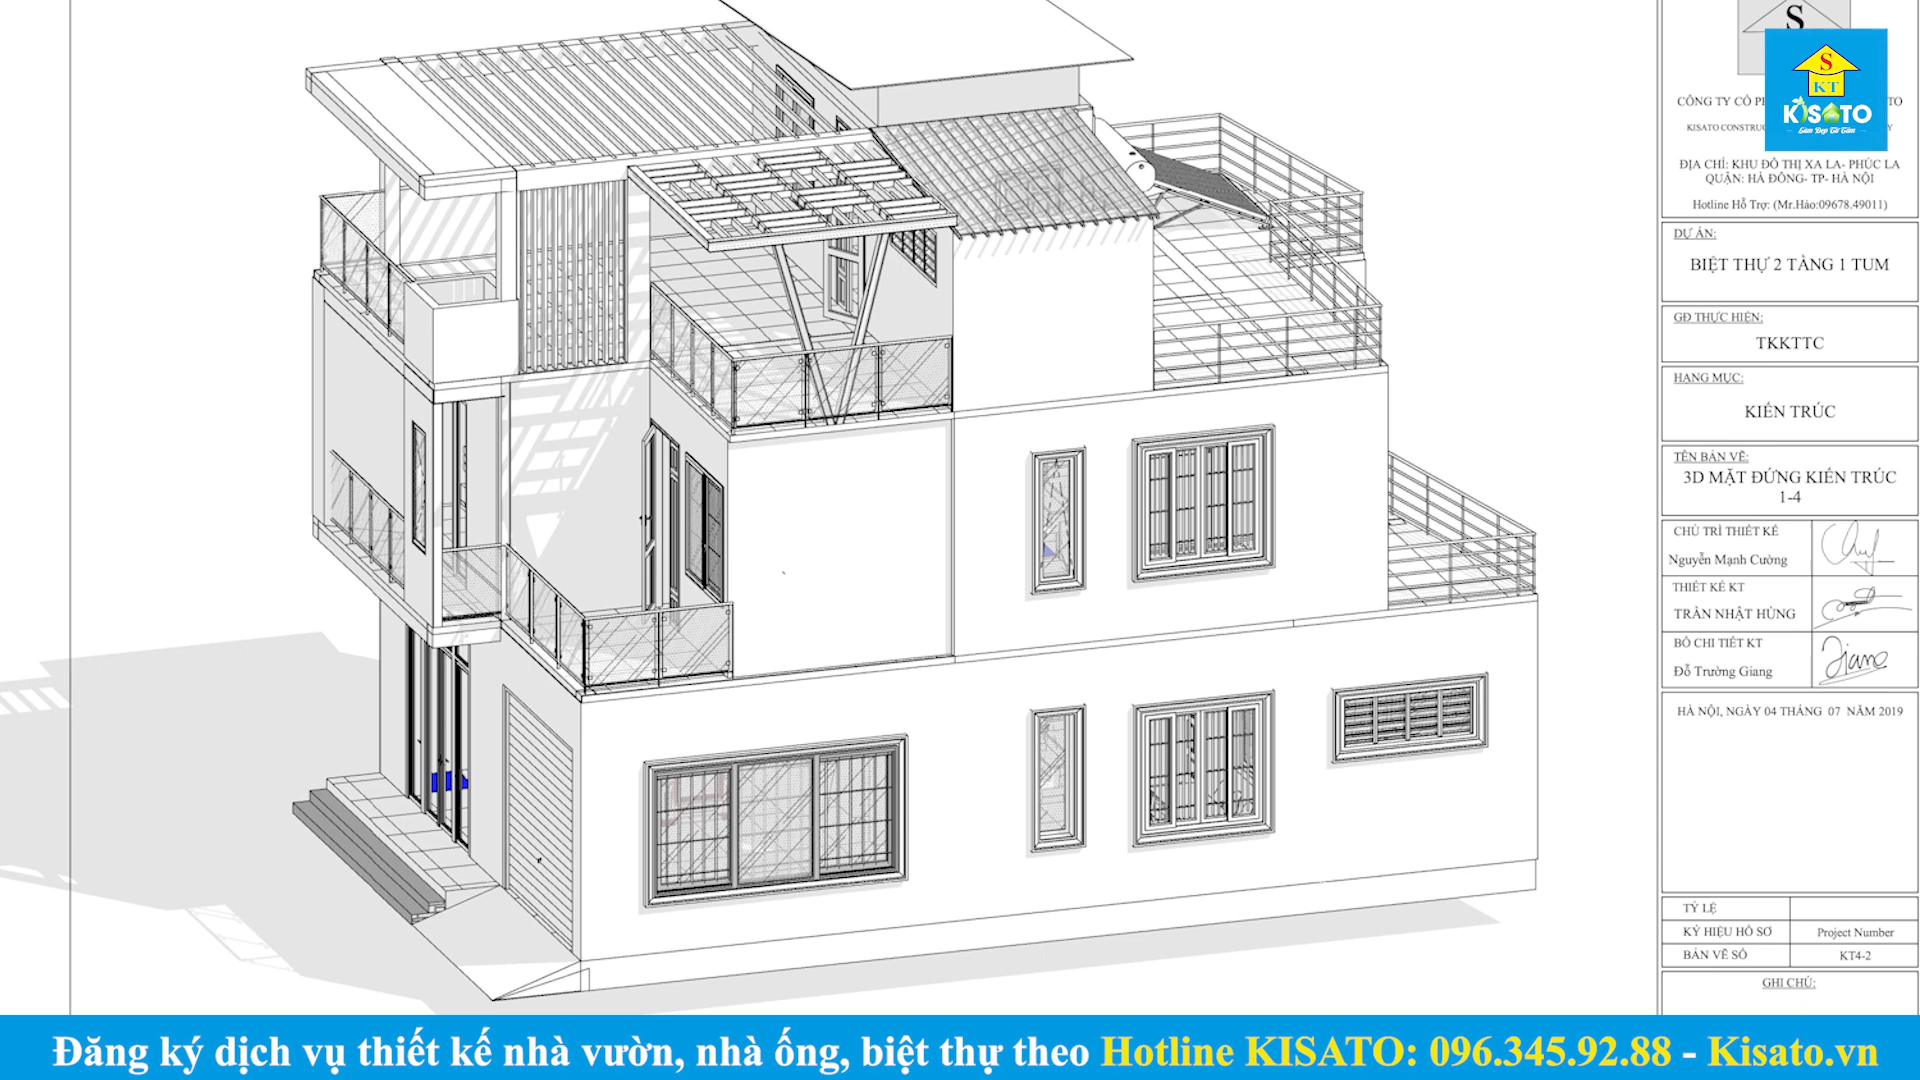 S
S
KT
KISATO
Làm Đẹp Từ Tâm
CÔNG TY CỔ
KISATO
ĐỊA CHỈ: KHU ĐÔ THỊ XA LA- PHÚC LA
QUẬN: HÀ ĐÔNG- TP- HÀ NỘI
Hotline Hỗ Trợ: (Mr.Hảo:09678.49011)
DỰ ÁN:
BIỆT THỰ 2 TẦNG 1 TUM
GĐ THỰC HIỆN:
TKKTTC
HẠNG MỤC:
KIẾN TRÚC
TÊN BẢN VẼ:
3D MẶT ĐỨNG KIẾN TRÚC
1-4
CHỦ TRÌ THIẾT KẾ
Nguyễn Mạnh Cường
THIẾT KẾ KT
TRẦN NHẬT HÙNG
BỔ CHI TIẾT KT
Đỗ Trường Giang
HÀ NỘI, NGÀY 04 THÁNG 07 NĂM 2019
TỶ LỆ
KÝ HIỆU HỒ SƠ Project Number
BẢN VẼ SỐ KT4-2
GHI CHÚ:
Đăng ký dịch vụ thiết kế nhà vườn, nhà ống, biệt thự theo Hotline KISATO: 096.345.92.88 - Kisato.vn